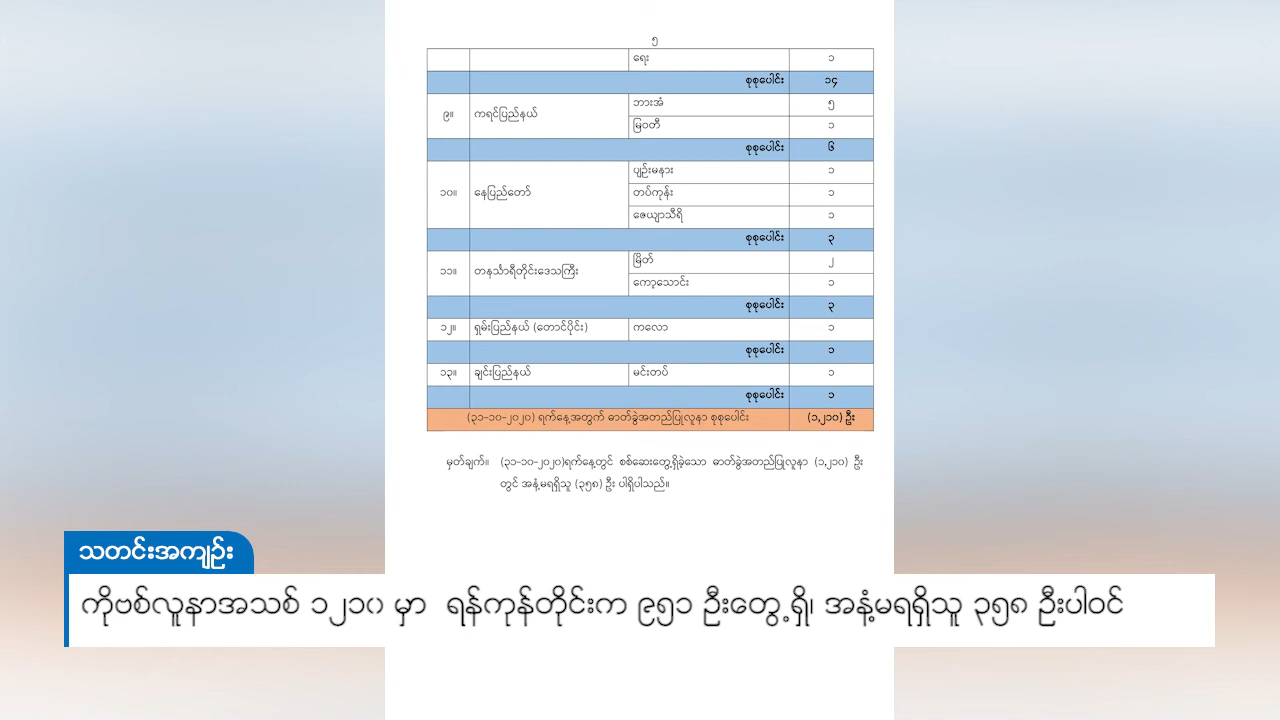 ၅
ရေး ၁
စုစုပေါင်း ၁၄
၉။ ကရင်ပြည်နယ် ဘားအံ ၅
မြဝတီ ၁
စုစုပေါင်း ၆
၁၀။ နေပြည်တော် ပျဉ်းမနား ၁
တပ်ကုန်း ၁
ဇေယျာသီရိ ၁
စုစုပေါင်း ၃
၁၁။ တနင်္သာရီတိုင်းဒေသကြီး မြိတ် ၂
ကော့သောင်း ၁
စုစုပေါင်း ၃
၁၂။ ရှမ်းပြည်နယ် (တောင်ပိုင်း) ကလော ၁
စုစုပေါင်း ၁
၁၃။ ချင်းပြည်နယ် မင်းတပ် ၁
စုစုပေါင်း ၁
(၃၁-၁၀-၂၀၂၀) ရက်နေ့အတွက် ဓာတ်ခွဲအတည်ပြုလူနာ စုစုပေါင်း (၁,၂၁၀) ဦး
မှတ်ချက်။ (၃၁-၁၀-၂၀၂၀)ရက်နေ့တွင် စစ်ဆေးတွေ့ရှိခဲ့သော ဓာတ်ခွဲအတည်ပြုလူနာ (၁,၂၁၀) ဦး
တွင် အနံ့မရရှိသူ (၃၅၈) ဦး ပါရှိပါသည်။
သတင်းအကျဉ်း
ကိုဗစ်လူနာအသစ် ၁၂၁၀ မှာ ရန်ကုန်တိုင်းက ၉၅၁ ဦးတွေ့ရှိ၊ အနံ့မရရှိသူ ၃၅၈ ဦးပါဝင်